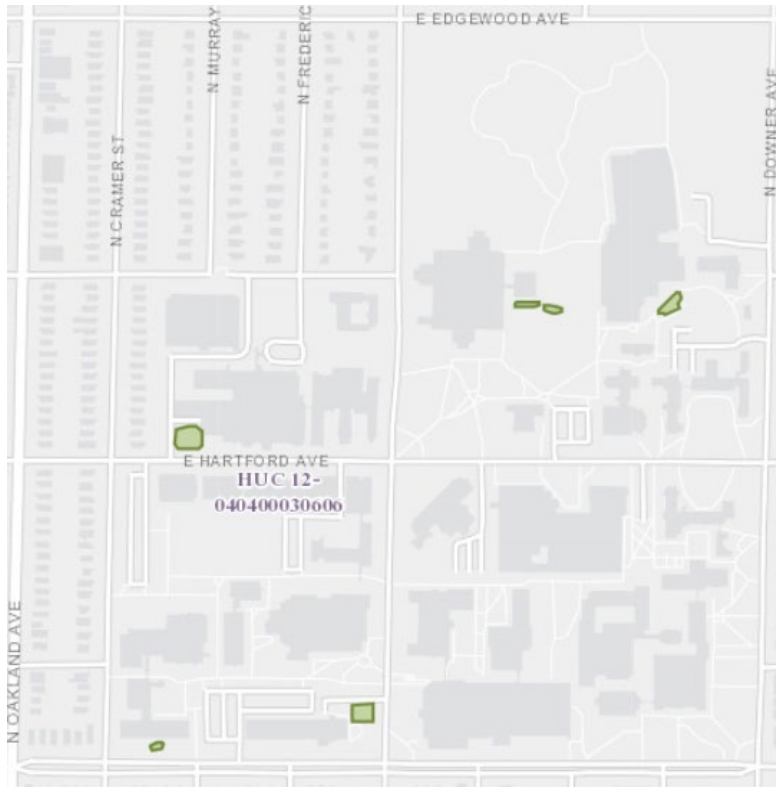 E EDGEWOOD AVE
N MURRAY
N FREDERIC
N DOWNER AVE
N CRAMER ST
E HARTFORD AVE
HUC 12-
040400030606
N OAKLAND AVE